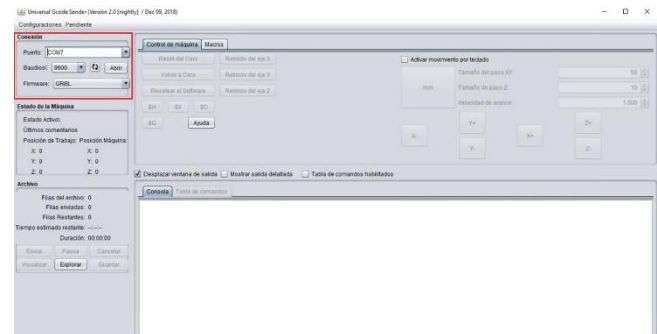 Universal Gcode Sender (Versión 2.0 [nightly] / Dec 09, 2018)
Configuraciones Pendiente
Conexión
Puerto: COM7
Baudios: 9600 Abrir
Firmware: GRBL
Estado de la Máquina
Estado Activo:
Últimos comentarios
Posición de Trabajo: Posición Máquina:
X: 0 X: 0
Y: 0 Y: 0
Z: 0 Z: 0
Archivo
Filas del archivo: 0
Filas enviadas: 0
Filas Restantes: 0
Tiempo estimado restante: --:--:--
Duración: 00:00:00
Enviar Pausa Cancelar
Visualizar Explorar Guardar
Control de máquina Macros
Reset del Cero Reinicio del eje X
Volver a Cero Reinicio del eje Y
Resetear el Software Reinicio del eje Z
$H $X $C
$G Ayuda
Activar movimiento por teclado
Tamaño del paso XY: 50
mm Tamaño del paso Z: 10
Velocidad de avance: 1.000
Y+ Z+
X- X+
Y- Z-
Desplazar ventana de salida Mostrar salida detallada Tabla de comandos habilitados
Consola Tabla de comandos